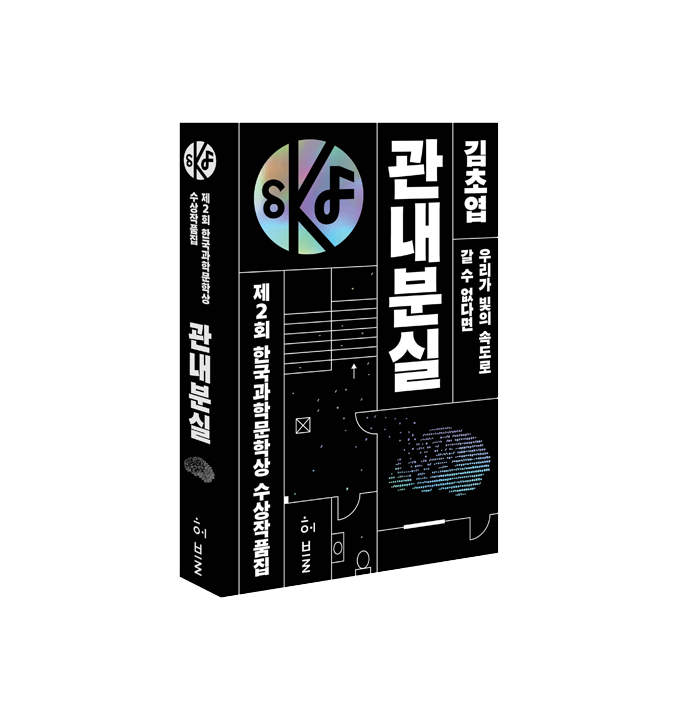 SKF
제2회 한국과학문학상
수상작품집
관내분실
허블
SKF
관내분실
김초엽
우리가 빛의 속도로
갈 수 없다면
제2회 한국과학문학상 수상작품집
허블